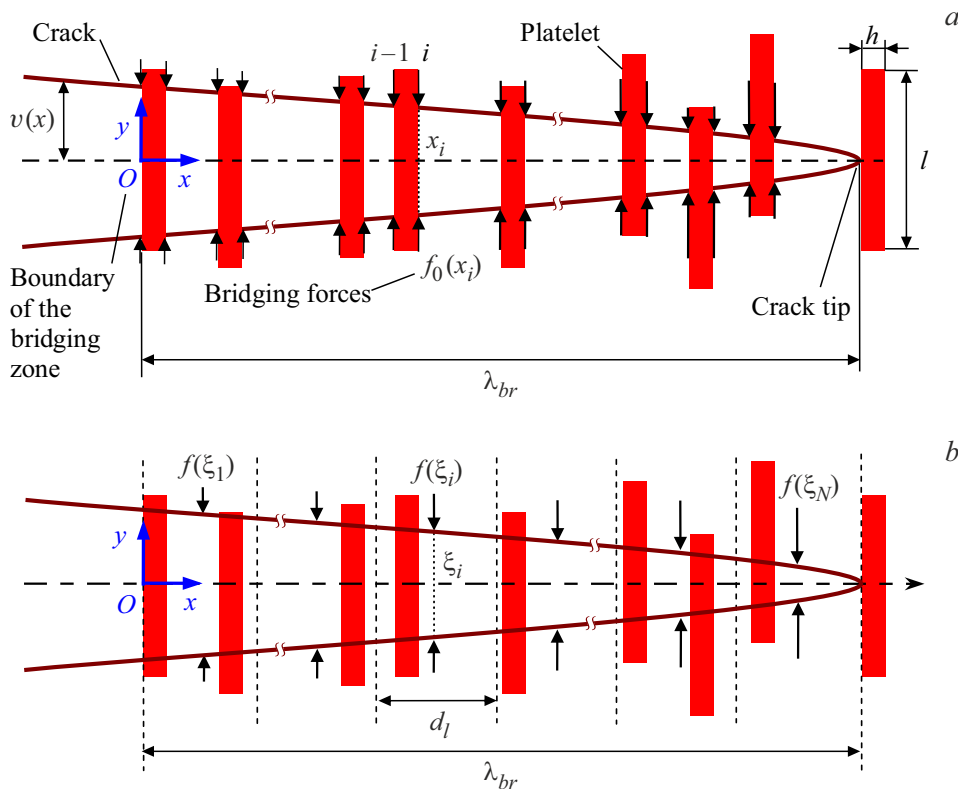 a
Crack
i–1 i
Platelet
h
v(x)
y
O
x
x_i
l
f_0(x_i)
Boundary
of the
bridging
zone
Bridging forces
Crack tip
λ_br
b
f(ξ_1)
f(ξ_i)
f(ξ_N)
y
O
x
ξ_i
d_l
λ_br